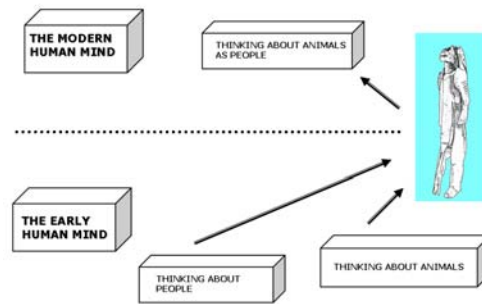 THE MODERN
HUMAN MIND
THINKING ABOUT ANIMALS
AS PEOPLE
THE EARLY
HUMAN MIND
THINKING ABOUT
PEOPLE
THINKING ABOUT ANIMALS